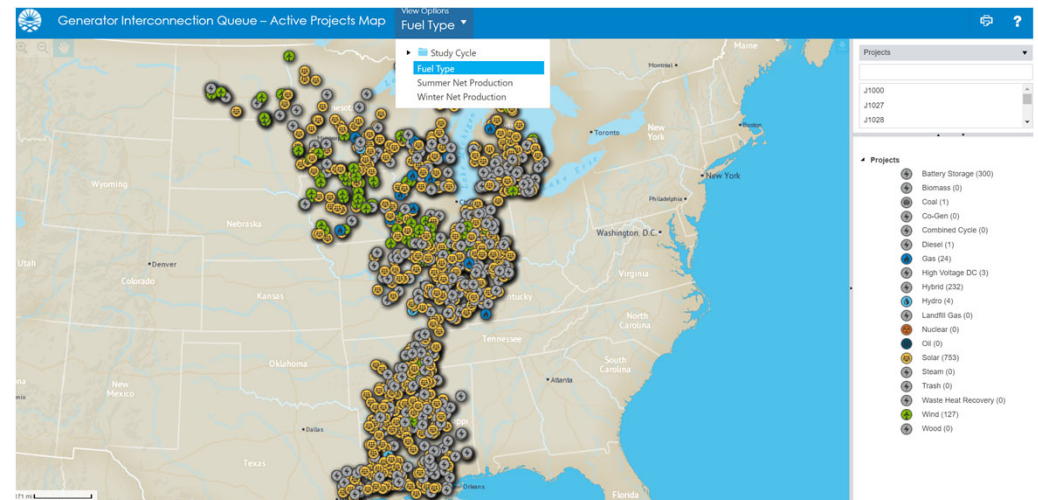 Generator Interconnection Queue – Active Projects Map
View Options
Fuel Type
Study Cycle
Fuel Type
Summer Net Production
Winter Net Production
Projects
J1000
J1027
J1028
Projects
Battery Storage (300)
Biomass (0)
Coal (1)
Co-Gen (0)
Combined Cycle (0)
Diesel (1)
Gas (24)
High Voltage DC (3)
Hybrid (232)
Hydro (4)
Landfill Gas (0)
Nuclear (0)
Oil (0)
Solar (753)
Steam (0)
Trash (0)
Waste Heat Recovery (0)
Wind (127)
Wood (0)
Maine
Montreal
Toronto
Boston
New
York
New York
Wyoming
Philadelphia
Nebraska
Washington, D.C.
Utah
Denver
Colorado
Virginia
Kansas
North
Carolina
Tennessee
Oklahoma
South
Carolina
New
Mexico
Atlanta
Dallas
Texas
Orleans
Florida